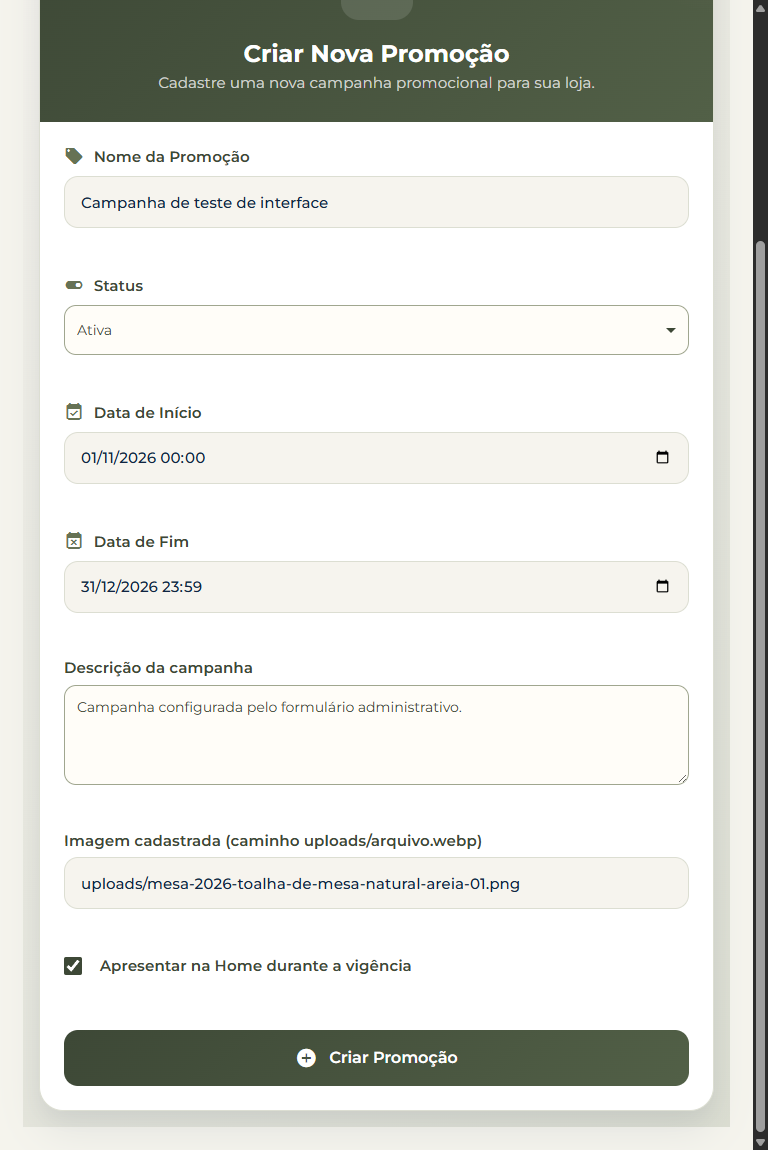 Criar Nova Promoção
Cadastre uma nova campanha promocional para sua loja.
Nome da Promoção
Campanha de teste de interface
Status
Ativa
Data de Início
01/11/2026 00:00
Data de Fim
31/12/2026 23:59
Descrição da campanha
Campanha configurada pelo formulário administrativo.
Imagem cadastrada (caminho uploads/arquivo.webp)
uploads/mesa-2026-toalha-de-mesa-natural-areia-01.png
Apresentar na Home durante a vigência
Criar Promoção